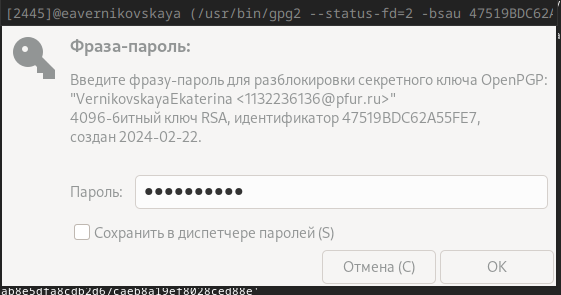 [2445]@eavernikovskaya (/usr/bin/gpg2 --status-fd=2 -bsau 47519BDC62A
Фраза-пароль:
Введите фразу-пароль для разблокировки секретного ключа OpenPGP:
"VernikovskayaEkaterina <1132236136@pfur.ru>"
4096-битный ключ RSA, идентификатор 47519BDC62A55FE7,
создан 2024-02-22.
Пароль: ●●●●●●●●●●
Сохранить в диспетчере паролей (S)
Отмена (C) OK
ab8e5dfa8cdb2d67caeb8a19ef8028ced88e'